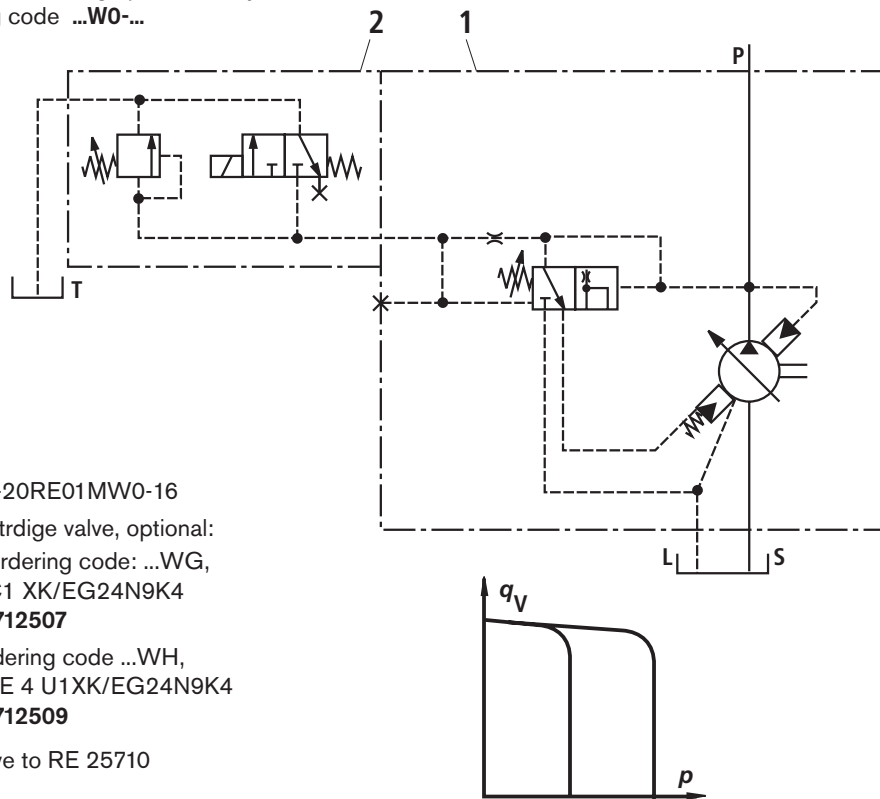 code ...W0-...
2 1
P
T
-20RE01MW0-16
trdige valve, optional:
rdering code: ...WG,
1 XK/EG24N9K4
712507
L S
qV
dering code ...WH,
E 4 U1XK/EG24N9K4
712509
ve to RE 25710
p